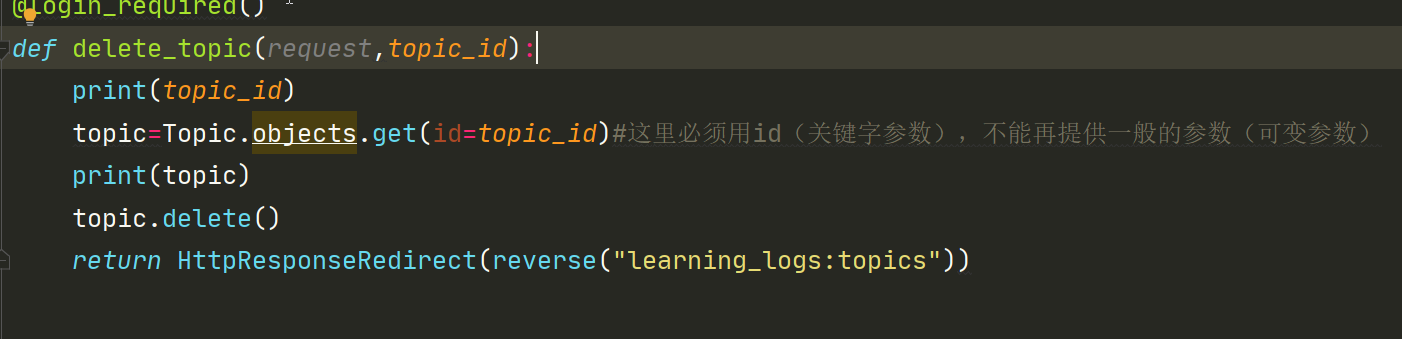 @login_required()
def delete_topic(request,topic_id):
print(topic_id)
topic=Topic.objects.get(id=topic_id)#这里必须用id（关键字参数），不能再提供一般的参数（可变参数）
print(topic)
topic.delete()
return HttpResponseRedirect(reverse("learning_logs:topics"))